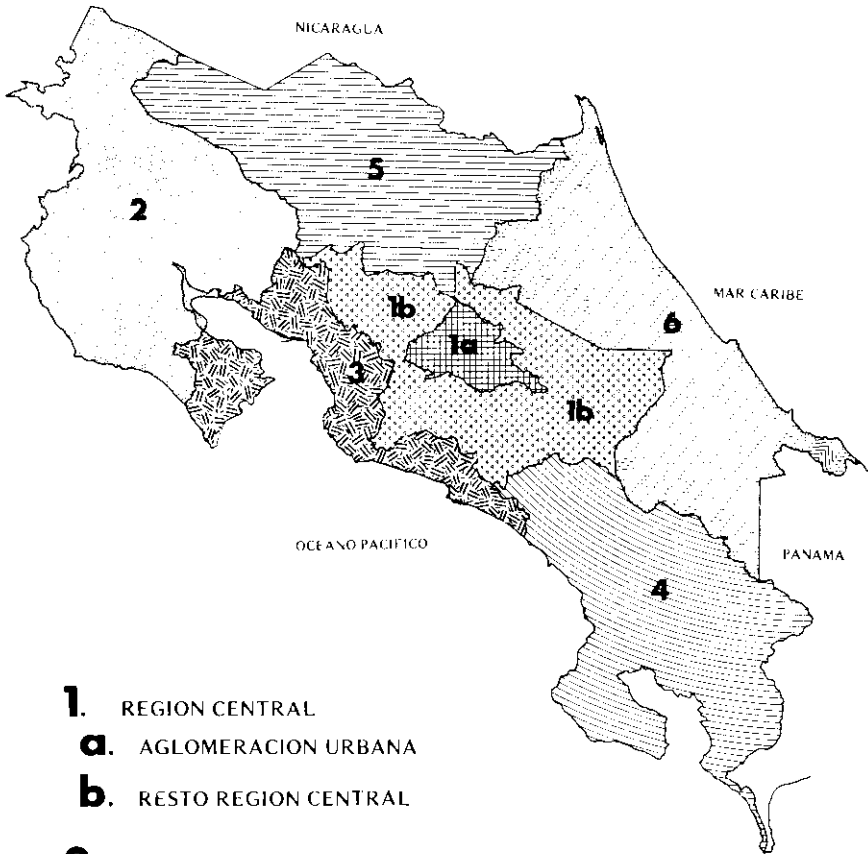 NICARAGUA
5
2
MAR CARIBE
1b
6
1a
3
1b
OCEANO PACIFICO
PANAMA
4
1. REGION CENTRAL
a. AGLOMERACION URBANA
b. RESTO REGION CENTRAL